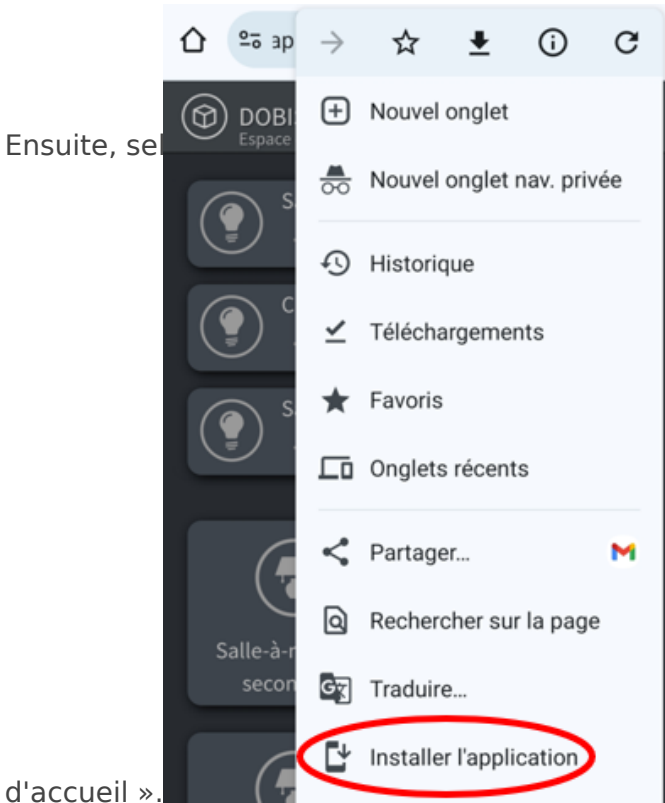 ap
Nouvel onglet
DOBI
Espace
Ensuite, sel
Nouvel onglet nav. privée
Historique
Téléchargements
Favoris
Onglets récents
Partager...
Rechercher sur la page
Salle-à-
secon
Traduire...
Installer l'application
d'accueil ».